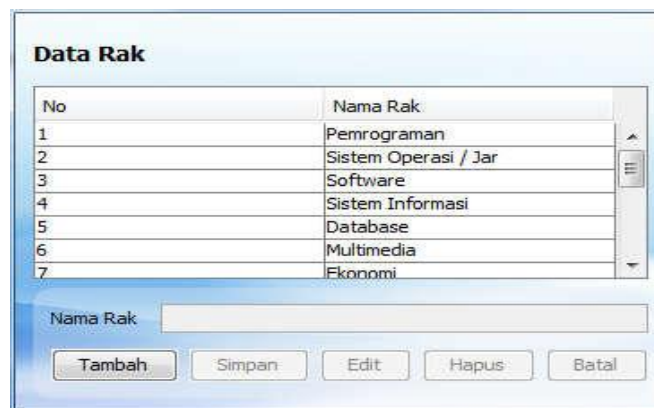 Data Rak
No Nama Rak
1 Pemrograman
2 Sistem Operasi / Jar
3 Software
4 Sistem Informasi
5 Database
6 Multimedia
7 Ekonomi
Nama Rak
Tambah Simpan Edit Hapus Batal